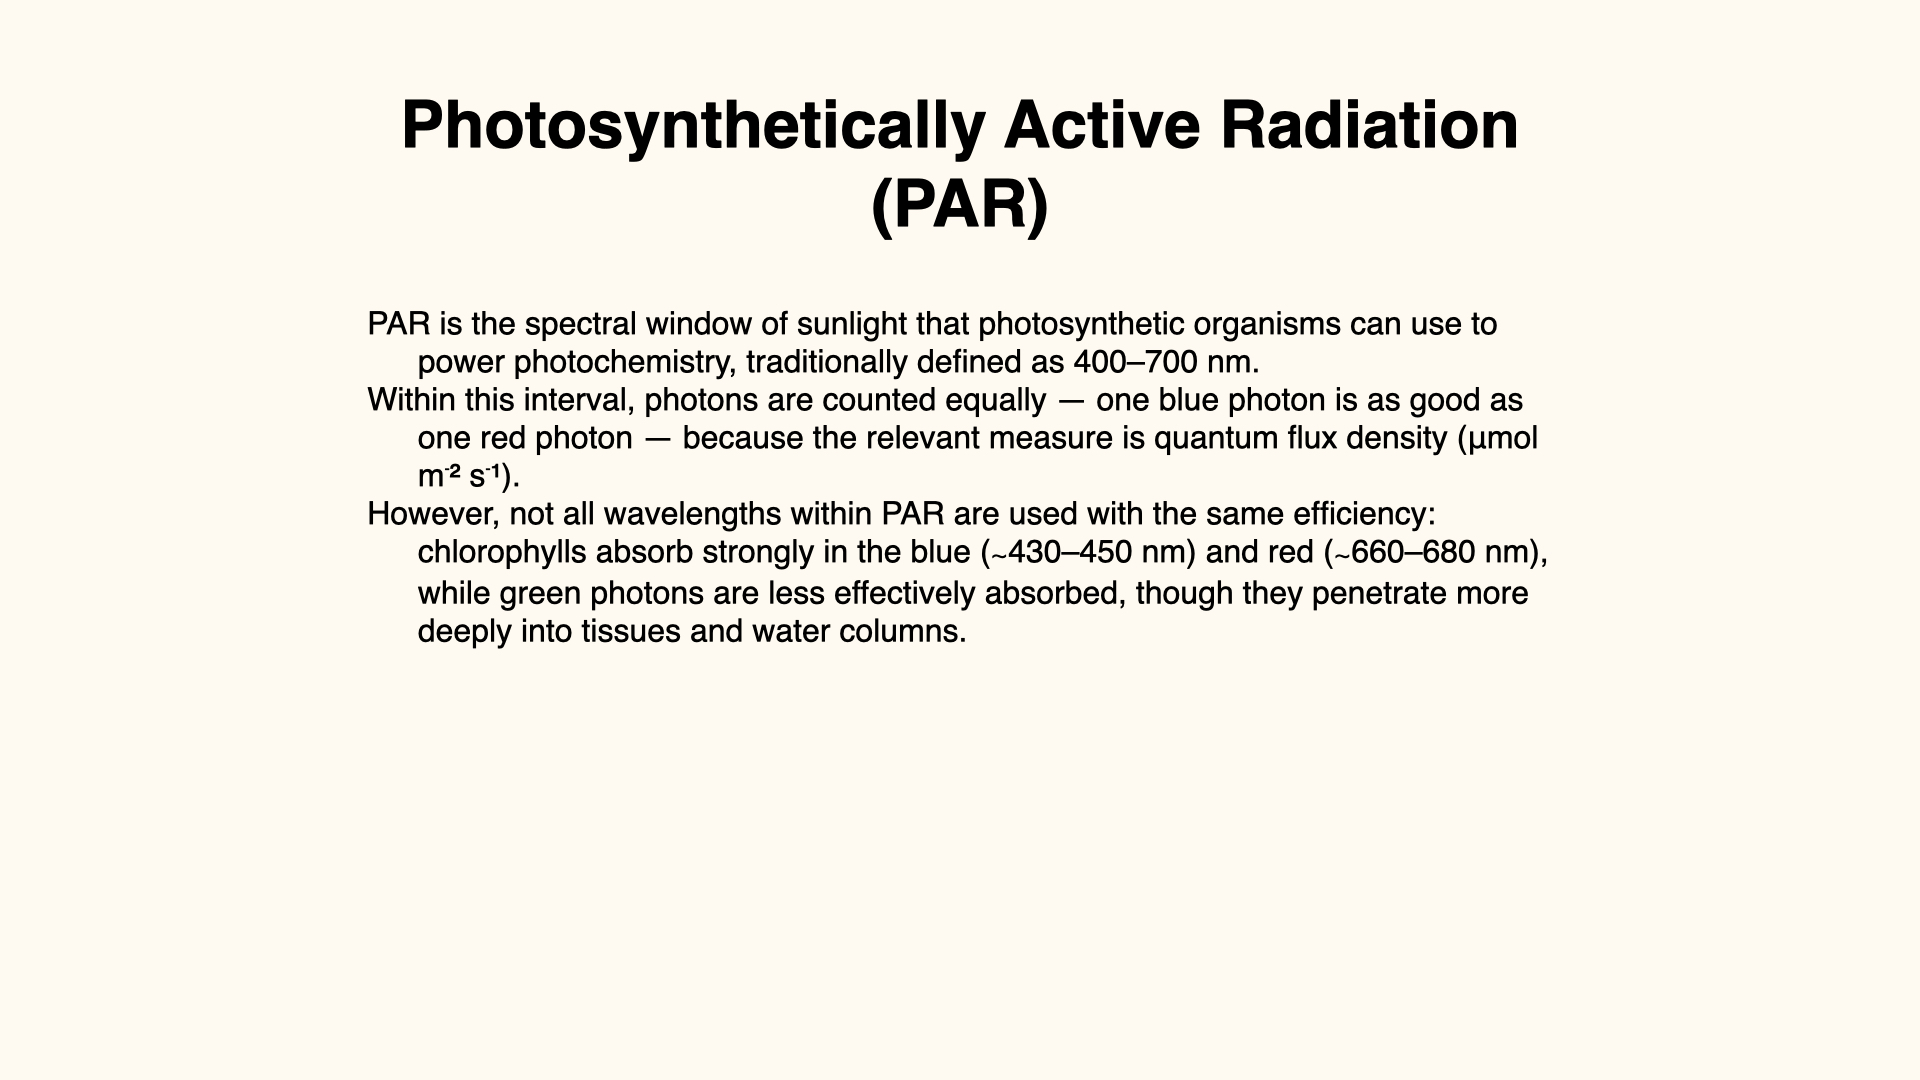 Photosynthetically Active Radiation
(PAR)
PAR is the spectral window of sunlight that photosynthetic organisms can use to
power photochemistry, traditionally defined as 400–700 nm.
Within this interval, photons are counted equally — one blue photon is as good as
one red photon — because the relevant measure is quantum flux density (µmol
m⁻² s⁻¹).
However, not all wavelengths within PAR are used with the same efficiency:
chlorophylls absorb strongly in the blue (~430–450 nm) and red (~660–680 nm),
while green photons are less effectively absorbed, though they penetrate more
deeply into tissues and water columns.